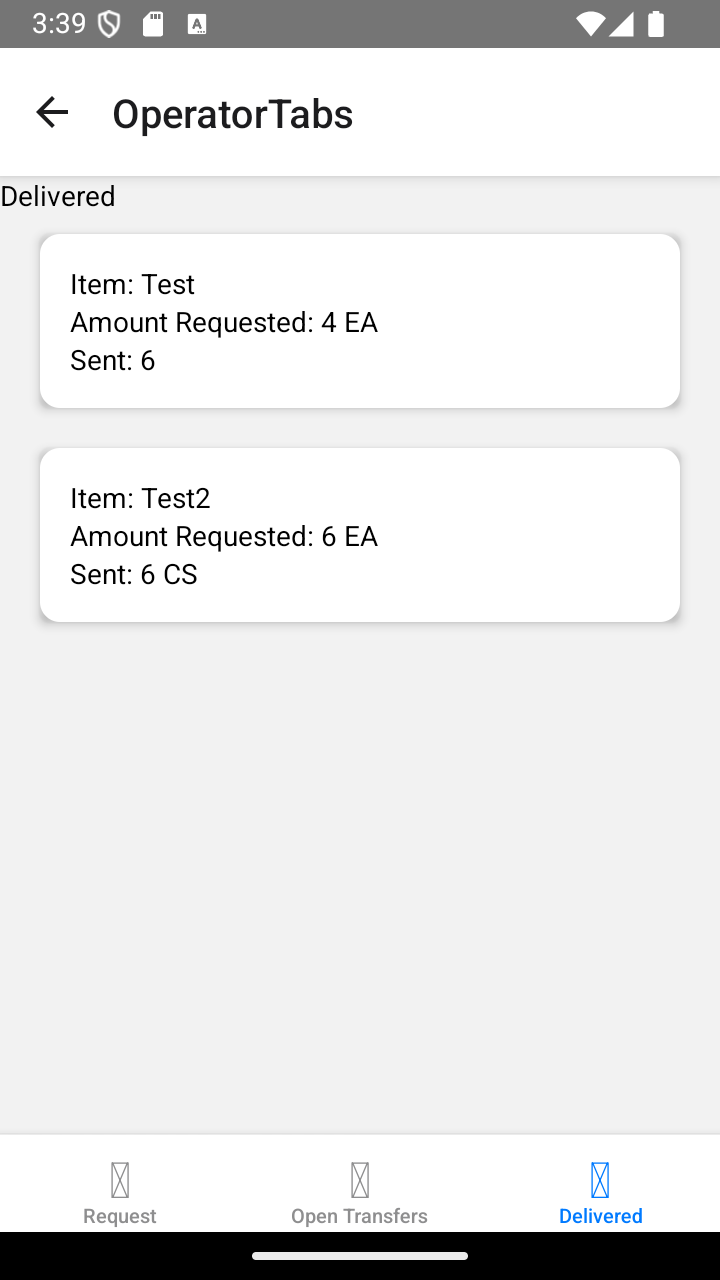 3:39
OperatorTabs
Delivered
Item: Test
Amount Requested: 4 EA
Sent: 6
Item: Test2
Amount Requested: 6 EA
Sent: 6 CS
Request
Open Transfers
Delivered